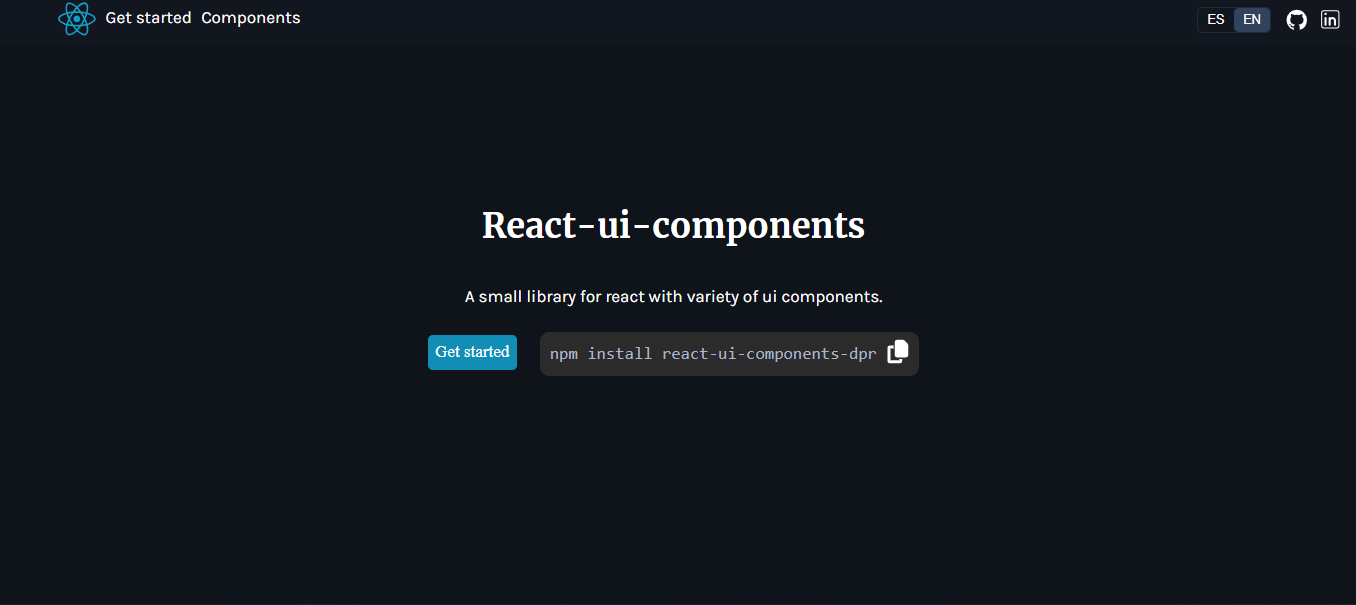 Get started Components ES EN
React-ui-components
A small library for react with variety of ui components.
Get started npm install react-ui-components-dpr